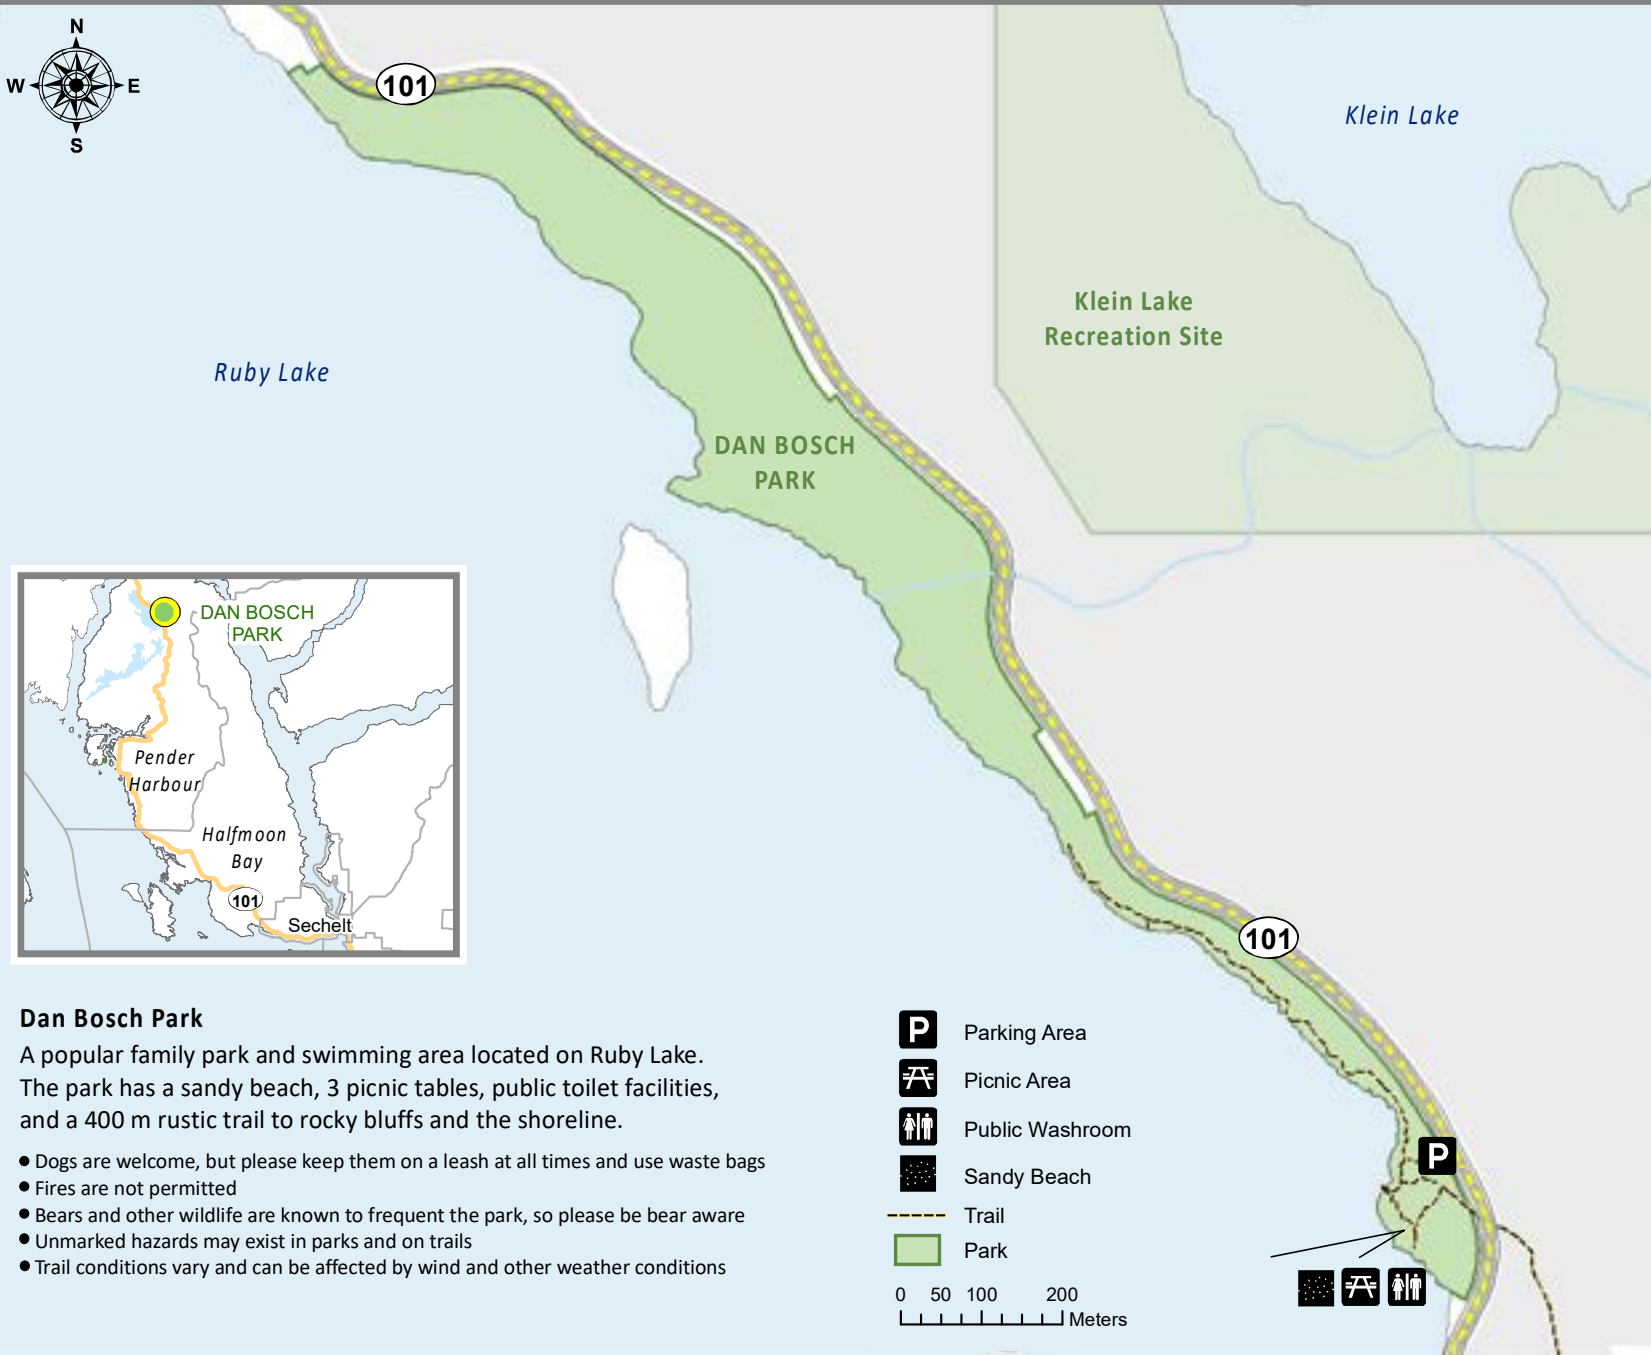 N
W
E
S
101
Klein Lake
Klein Lake
Recreation Site
Ruby Lake
DAN BOSCH
PARK
DAN BOSCH
PARK
Pender
Harbour
Halfmoon
Bay
101
Sechelt
101
Dan Bosch Park
A popular family park and swimming area located on Ruby Lake.
The park has a sandy beach, 3 picnic tables, public toilet facilities,
and a 400 m rustic trail to rocky bluffs and the shoreline.
● Dogs are welcome, but please keep them on a leash at all times and use waste bags
● Fires are not permitted
● Bears and other wildlife are known to frequent the park, so please be bear aware
● Unmarked hazards may exist in parks and on trails
● Trail conditions vary and can be affected by wind and other weather conditions
P Parking Area
Picnic Area
Public Washroom
Sandy Beach
Trail
Park
0 50 100 200
Meters
P